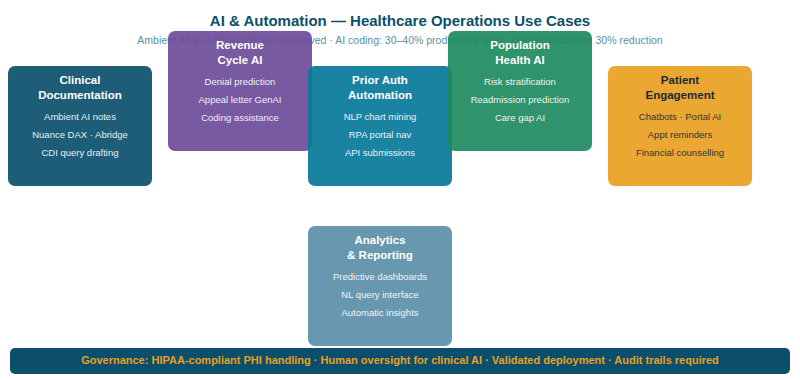 AI & Automation — Healthcare Operations Use Cases
Ambient saved · AI coding: 30–40% 30% reduction
Clinical
Documentation
Ambient AI notes
Nuance DAX · Abridge
CDI query drafting
Revenue
Cycle AI
Denial prediction
Appeal letter GenAI
Coding assistance
Prior Auth
Automation
NLP chart mining
RPA portal nav
API submissions
Population
Health AI
Risk stratification
Readmission prediction
Care gap AI
Patient
Engagement
Chatbots · Portal AI
Appt reminders
Financial counselling
Analytics
& Reporting
Predictive dashboards
NL query interface
Automatic insights
Governance: HIPAA-compliant PHI handling · Human oversight for clinical AI · Validated deployment · Audit trails required